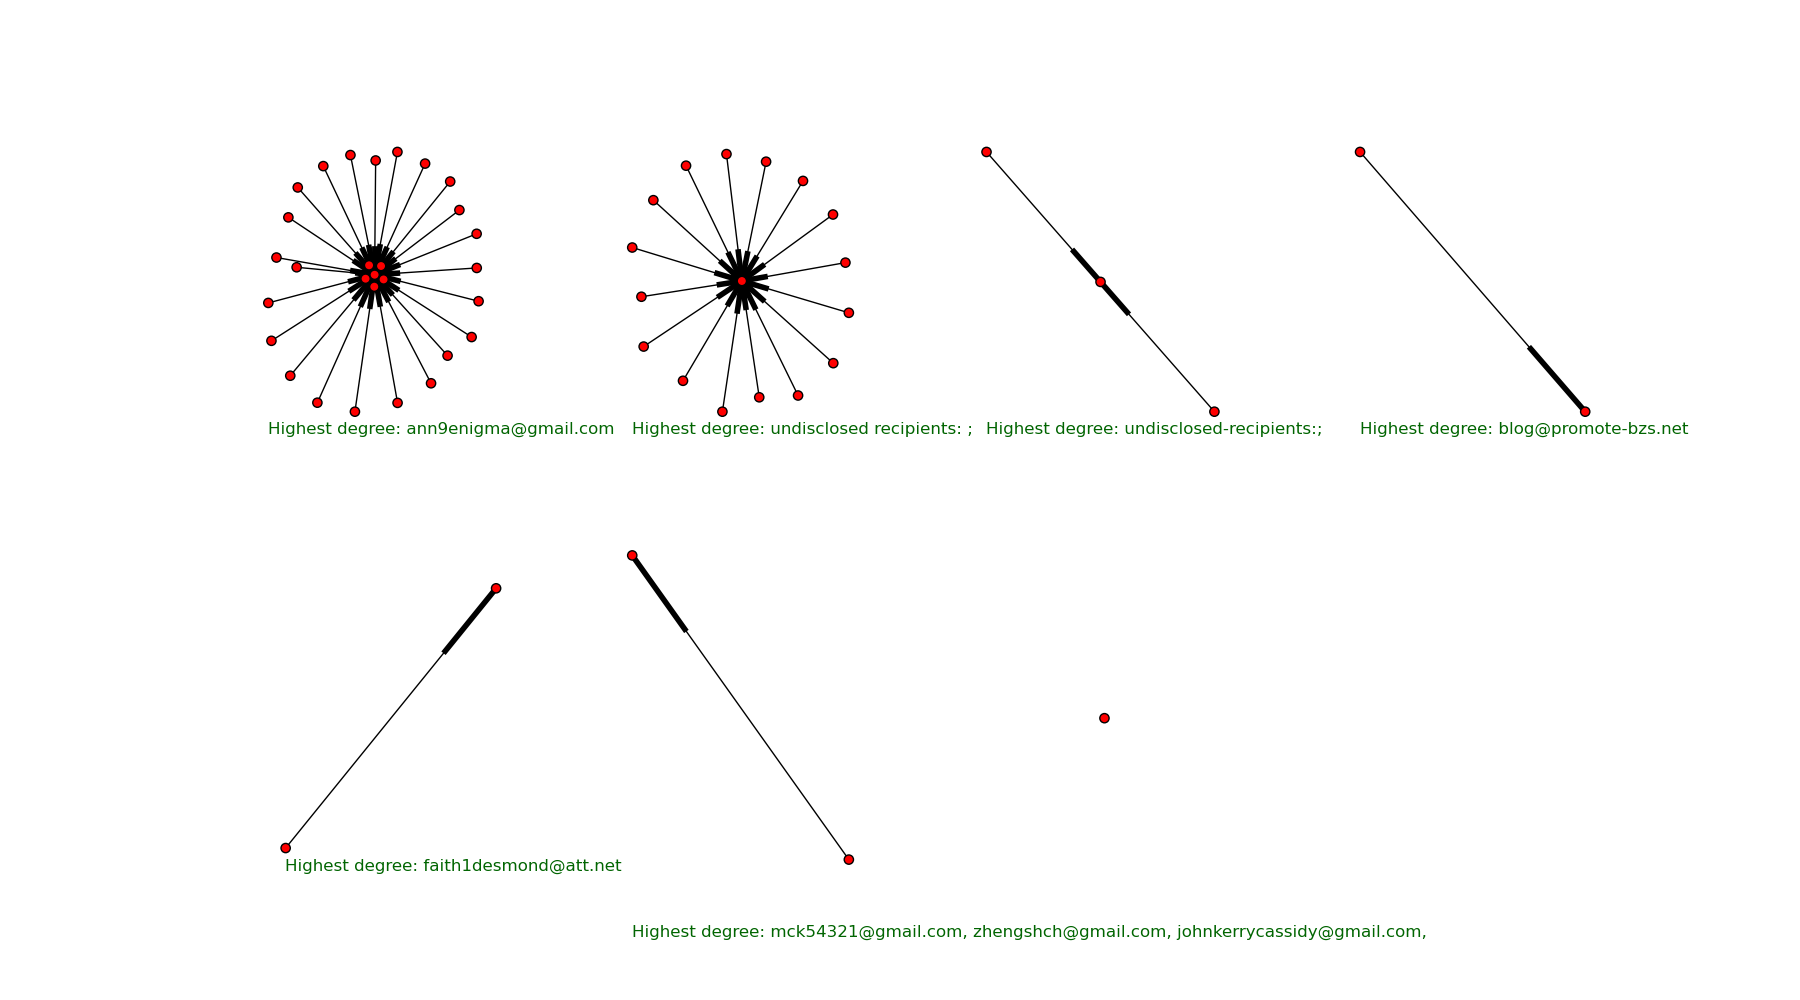 Highest degree: ann9enigma@gmail.com
Highest degree: undisclosed recipients: ;
Highest degree: undisclosed-recipients:;
Highest degree: blog@promote-bzs.net
Highest degree: faith1desmond@att.net
Highest degree: mck54321@gmail.com, zhengshch@gmail.com, johnkerrycassidy@gmail.com,